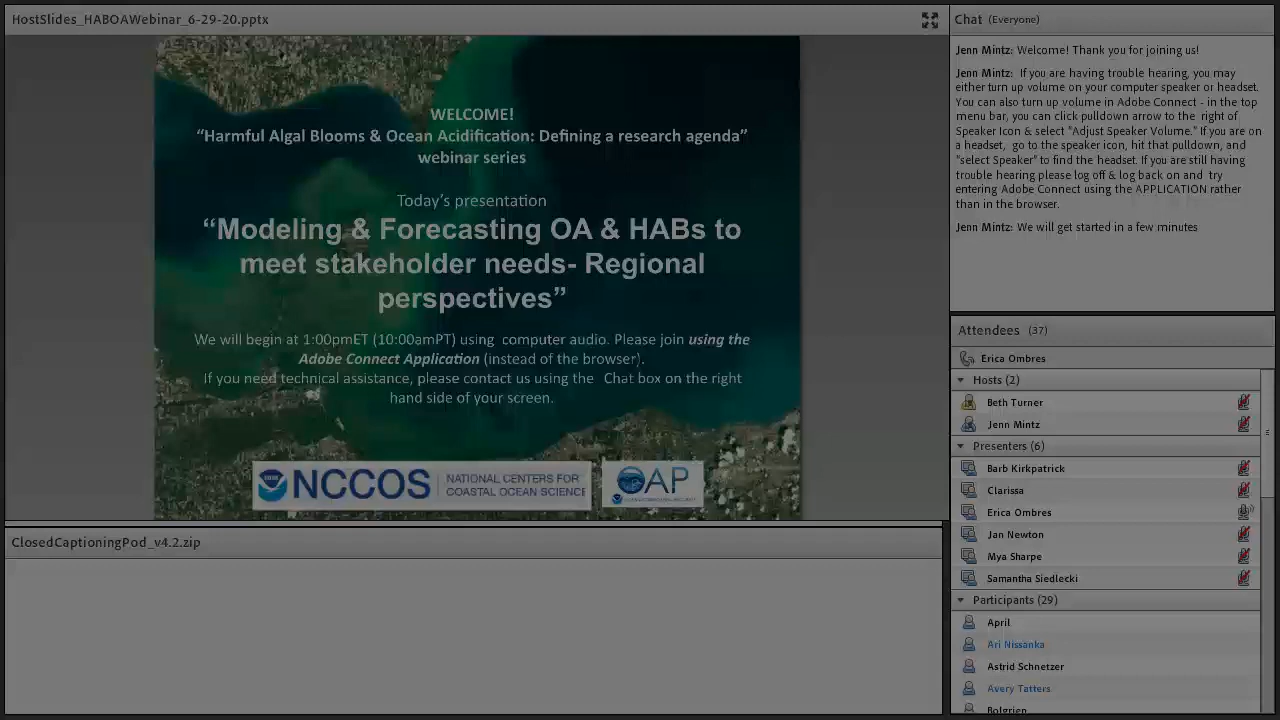 HostSlides_HABOAWebinar_6-29-20.pptx
WELCOME!
“Harmful Algal Blooms & Ocean Acidification: Defining a research agenda”
webinar series
Today’s presentation
“Modeling & Forecasting OA & HABs to
meet stakeholder needs- Regional
perspectives”
We will begin at 1:00pmET (10:00amPT) using computer audio. Please join using the
Adobe Connect Application (instead of the browser).
If you need technical assistance, please contact us using the Chat box on the right
hand side of your screen.
NCCOS
NATIONAL CENTERS FOR
COASTAL OCEAN SCIENCE
OAP
ClosedCaptioningPod_v4.2.zip
Chat (Everyone)
Jenn Mintz: Welcome! Thank you for joining us!
Jenn Mintz: If you are having trouble hearing, you may
either turn up volume on your computer speaker or headset.
You can also turn up volume in Adobe Connect - in the top
menu bar, you can click pulldown arrow to the right of
Speaker Icon & select "Adjust Speaker Volume." If you are on
a headset, go to the speaker icon, hit that pulldown, and
"select Speaker" to find the headset. If you are still having
trouble hearing please log off & log back on and try
entering Adobe Connect using the APPLICATION rather
than in the browser.
Jenn Mintz: We will get started in a few minutes
Attendees (37)
Erica Ombres
Hosts (2)
Beth Turner
Jenn Mintz
Presenters (6)
Barb Kirkpatrick
Clarissa
Erica Ombres
Jan Newton
Mya Sharpe
Samantha Siedlecki
Participants (29)
April
Ari Nissanka
Astrid Schnetzer
Avery Tatters
Bolgrien